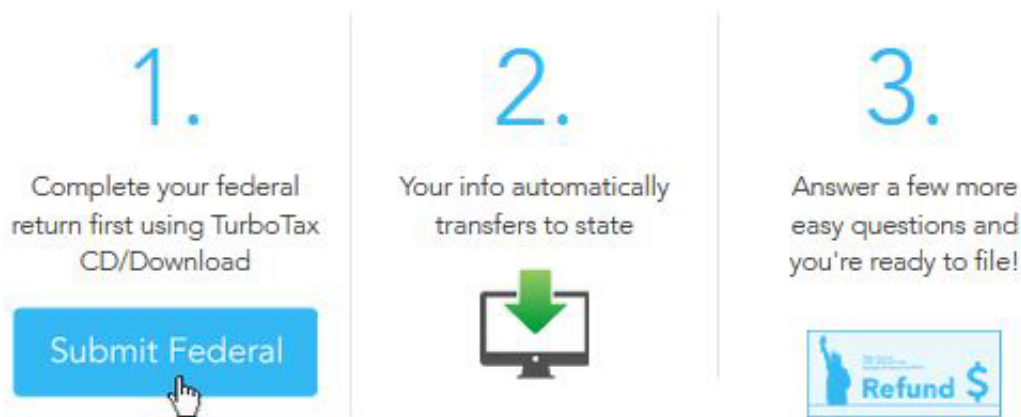 1.
Complete your federal
return first using TurboTax
CD/Download
Submit Federal
2.
Your info automatically
transfers to state
3.
Answer a few more
easy questions and
you're ready to file!
Refund $